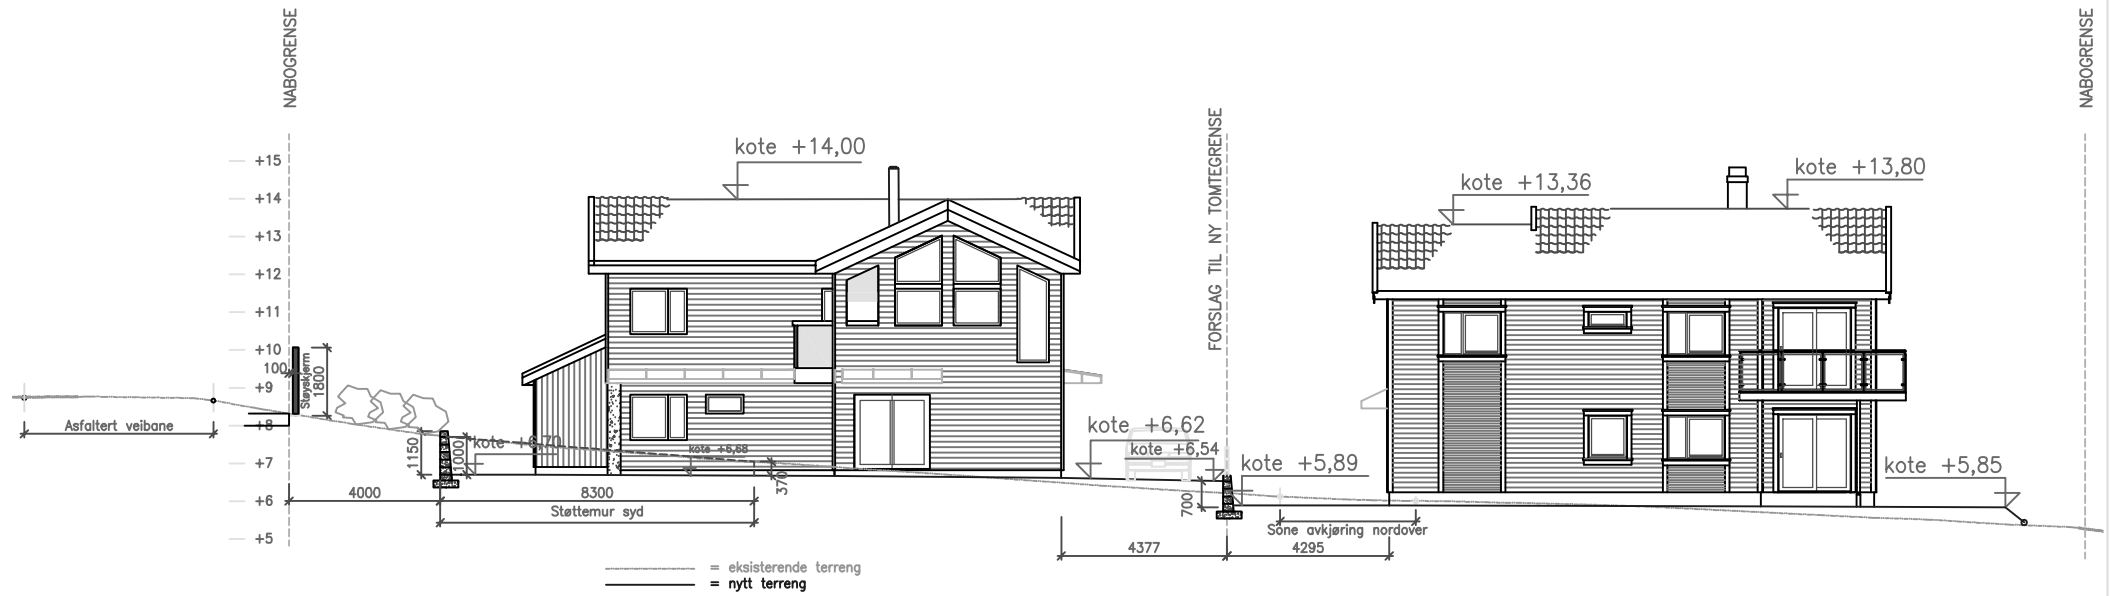 NABOGRENSE
NABOGRENSE
FORSLAG TIL NY TOMTEGRENSE
kote +14,00
kote +13,36
kote +13,80
+15
+14
+13
+12
+11
+10
+9
+8
+7
+6
+5
100
Støyskjerm
1800
Asfaltert veibane
1150
1000
kote +6,70
kote +6,68
370
kote +6,62
kote +6,54
kote +5,89
kote +5,85
700
4000
8300
Støttemur syd
Sone avkjøring nordover
4377
4295
= eksisterende terreng
= nytt terreng